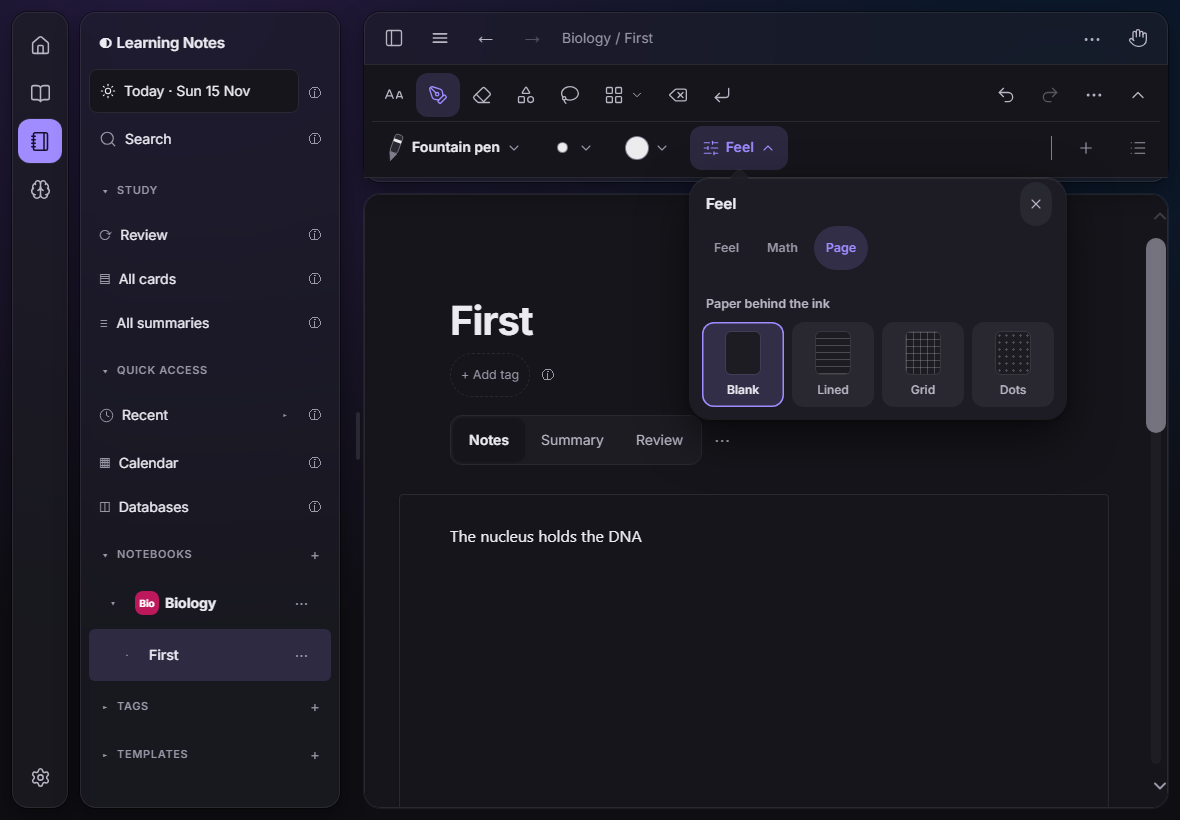 Learning Notes
Today · Sun 15 Nov
Search
STUDY
Review
All cards
All summaries
QUICK ACCESS
Recent
Calendar
Databases
NOTEBOOKS
Bio Biology
First
TAGS
TEMPLATES
Biology / First
AA
Fountain pen
Feel
Feel
Feel Math Page
Paper behind the ink
Blank Lined Grid Dots
First
+ Add tag
Notes Summary Review
The nucleus holds the DNA